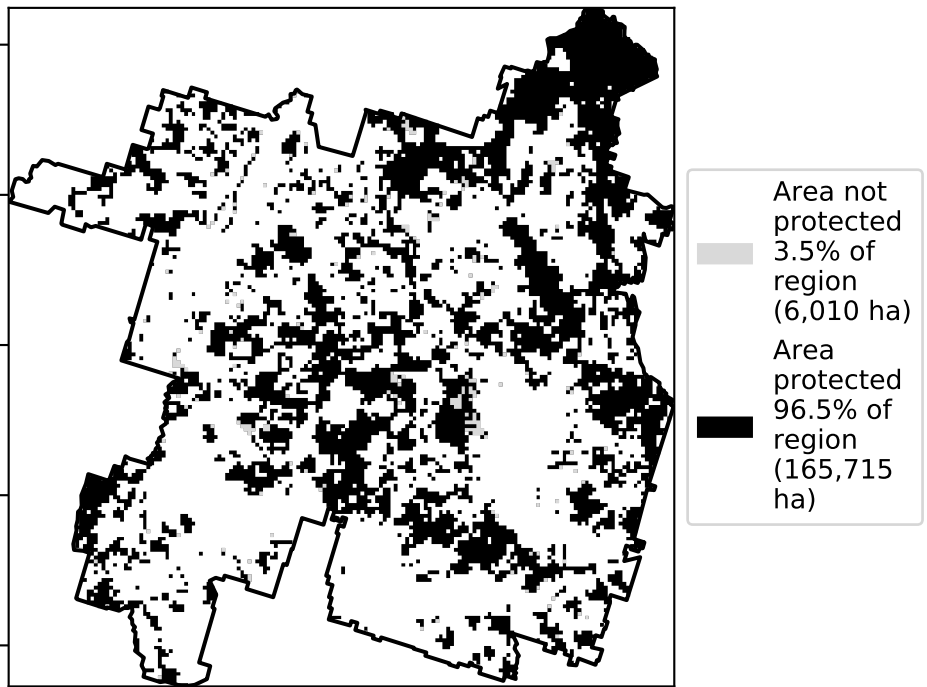 Area not
protected
3.5% of
region
(6,010 ha)
Area
protected
96.5% of
region
(165,715
ha)